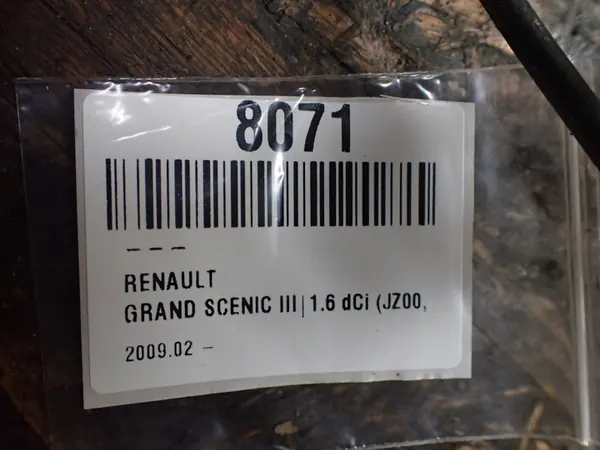 8071
- - -
RENAULT
GRAND SCENIC III|1.6 dCi (JZ00,
2009.02 -